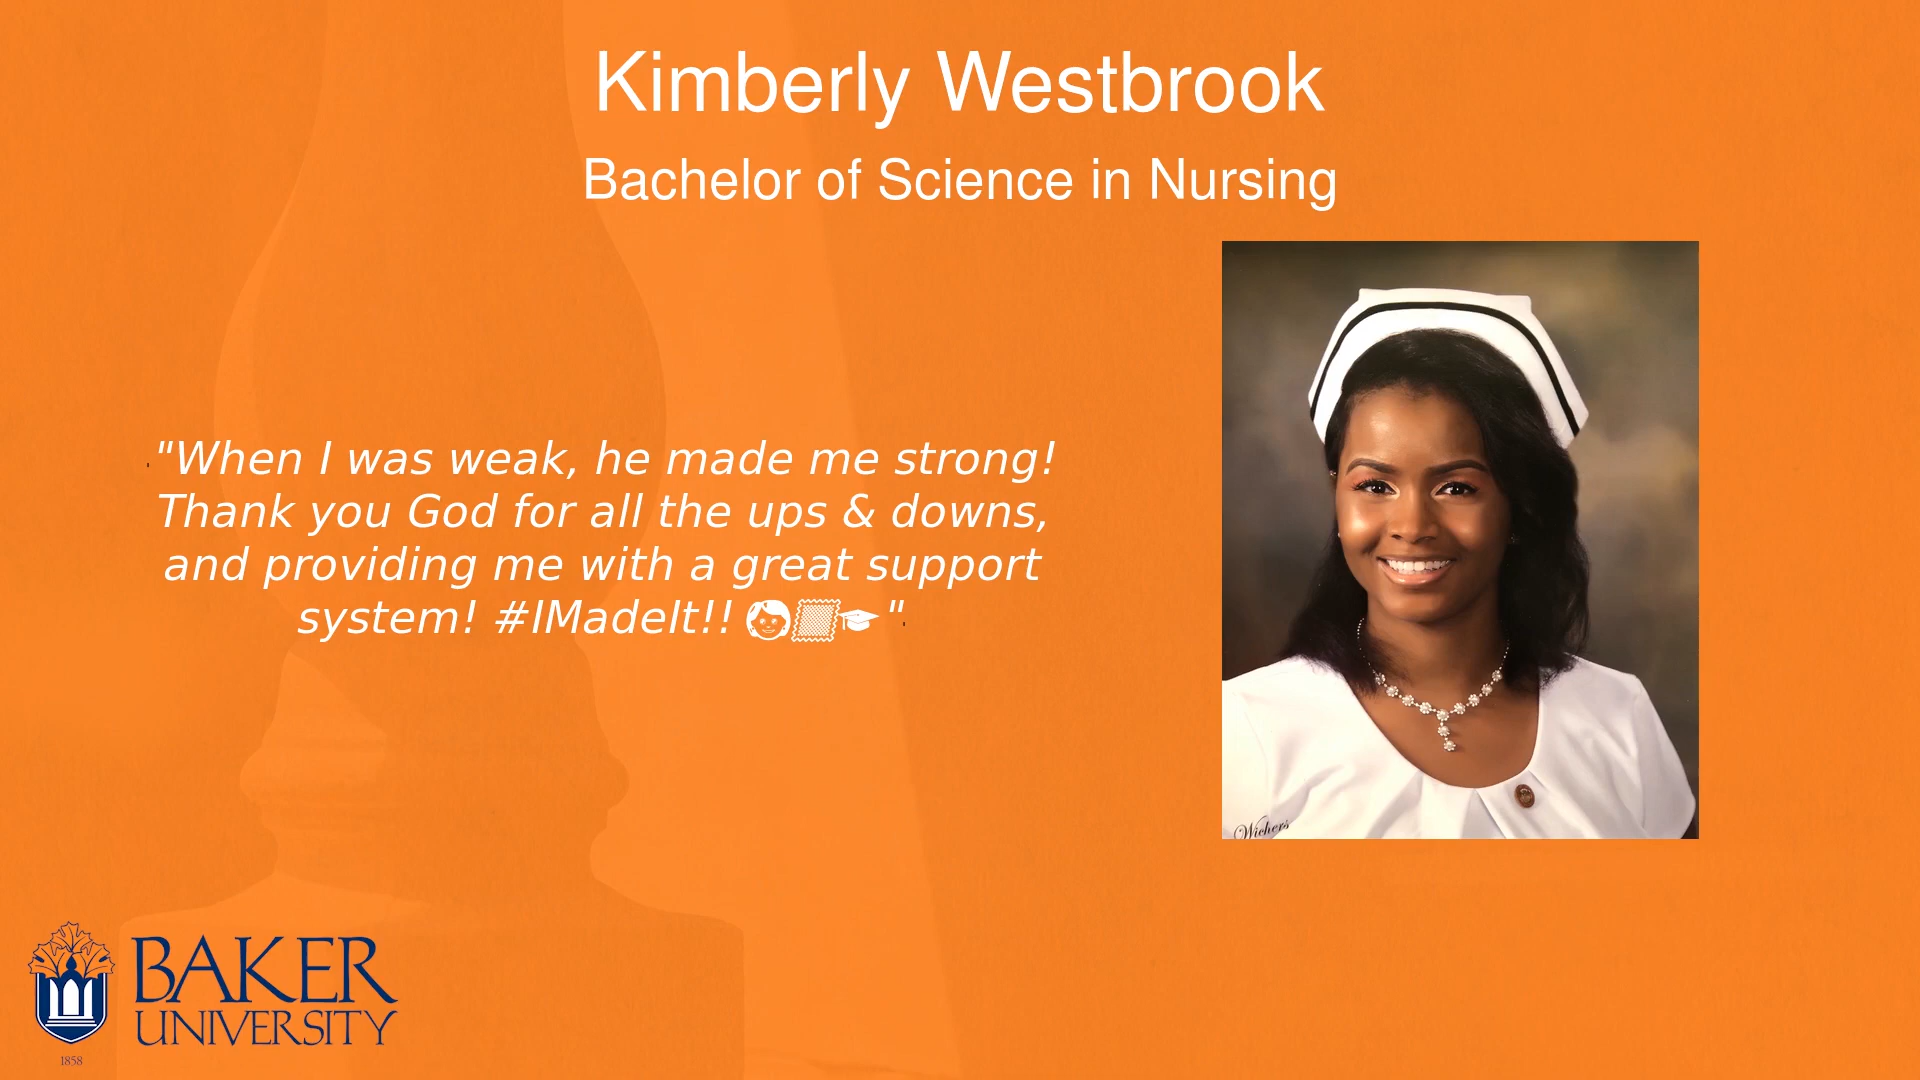 Kimberly Westbrook
Bachelor of Science in Nursing
"When I was weak, he made me strong!
Thank you God for all the ups & downs,
and providing me with a great support
system! #IMadeIt!! 👩🏽🎓"
Wichers
BAKER
UNIVERSITY
1858